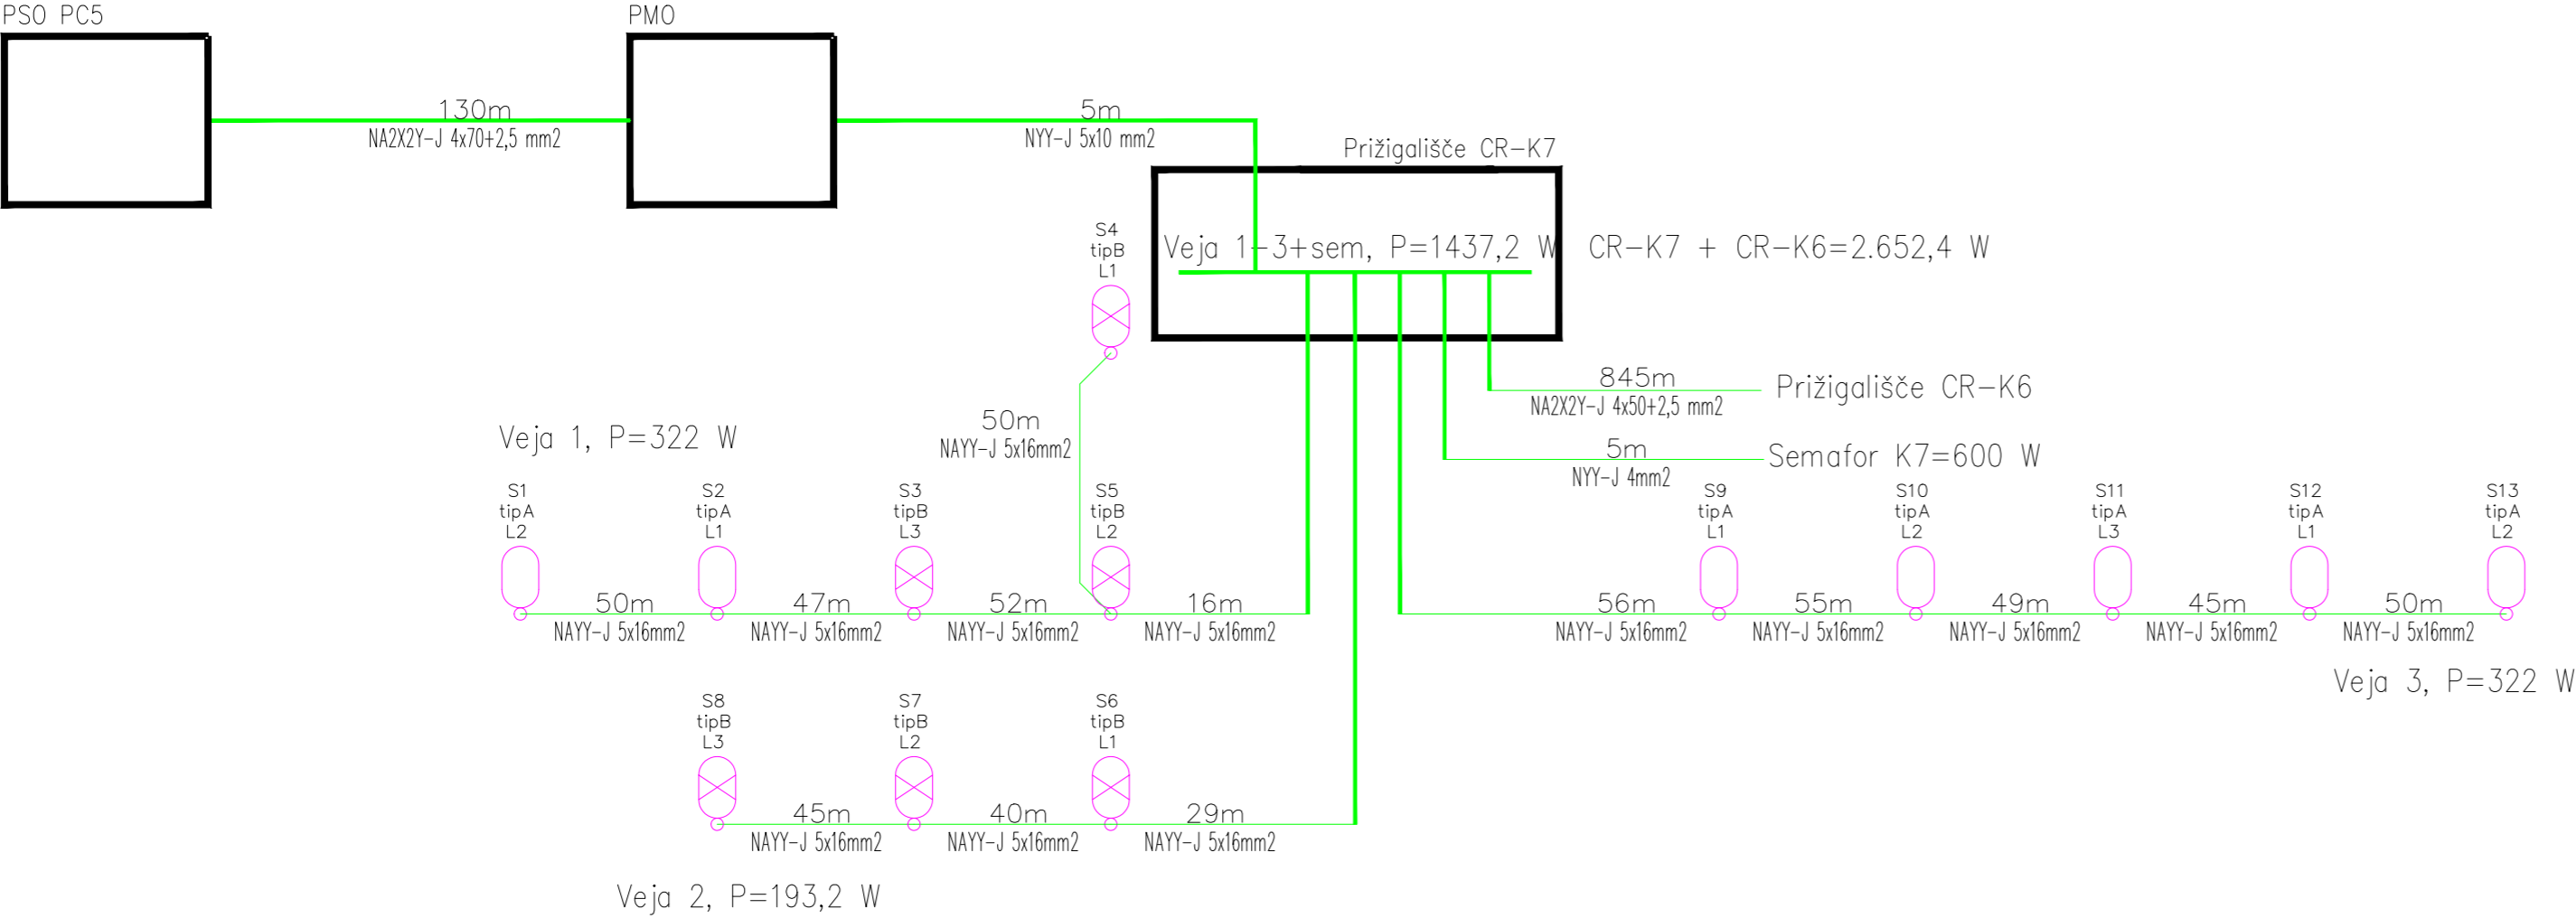 PSO PC5
PMO
130m
NA2X2Y-J 4x70+2,5 mm2
5m
NYY-J 5x10 mm2
Prižigališče CR-K7
Veja 1-3+sem, P=1437,2 W CR-K7 + CR-K6=2.652,4 W
S4
tipB
L1
845m
NA2X2Y-J 4x50+2,5 mm2
Prižigališče CR-K6
50m
NAYY-J 5x16mm2
Veja 1, P=322 W
5m
NYY-J 4mm2
Semafor K7=600 W
S1
tipA
L2
S2
tipA
L1
S3
tipB
L3
S5
tipB
L2
S9
tipA
L1
S10
tipA
L2
S11
tipA
L3
S12
tipA
L1
S13
tipA
L2
50m
NAYY-J 5x16mm2
47m
NAYY-J 5x16mm2
52m
NAYY-J 5x16mm2
16m
NAYY-J 5x16mm2
56m
NAYY-J 5x16mm2
55m
NAYY-J 5x16mm2
49m
NAYY-J 5x16mm2
45m
NAYY-J 5x16mm2
50m
NAYY-J 5x16mm2
Veja 3, P=322 W
S8
tipB
L3
S7
tipB
L2
S6
tipB
L1
45m
NAYY-J 5x16mm2
40m
NAYY-J 5x16mm2
29m
NAYY-J 5x16mm2
Veja 2, P=193,2 W